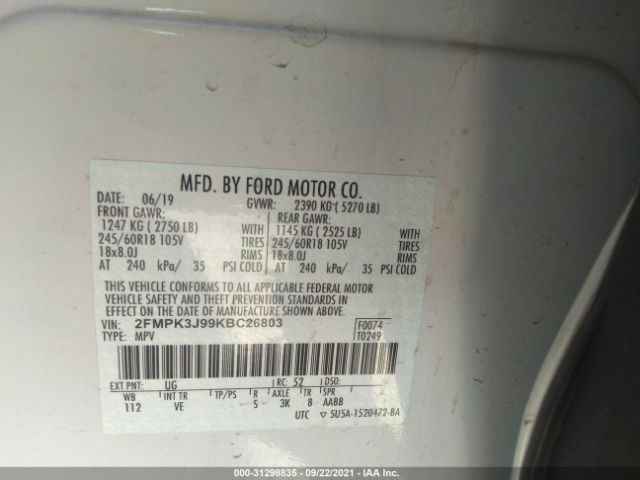 MFD. BY FORD MOTOR CO.
DATE: 06/19 GVWR: 2390 KG ( 5270 LB)
FRONT GAWR: REAR GAWR:
1247 KG ( 2750 LB) WITH 1145 KG ( 2525 LB) WITH
245/60R18 105V TIRES 245/60R18 105V TIRES
18x8.0J RIMS 18x8.0J RIMS
AT 240 kPa/ 35 PSI COLD AT 240 kPa/ 35 PSI COLD
THIS VEHICLE CONFORMS TO ALL APPLICABLE FEDERAL MOTOR
VEHICLE SAFETY AND THEFT PREVENTION STANDARDS IN
EFFECT ON THE DATE OF MANUFACTURE SHOWN ABOVE.
VIN: 2FMPK3J99KBC26803 F0074
TYPE: MPV T0249
EXT PNT: UG RC: 52 DSO:
WB INT TR TP/PS R AXLE TR SPR
112 VE S 3K 8 AABB
UTC ▽ 5U5A-1520472-BA
000-31298835 - 09/22/2021 - IAA Inc.